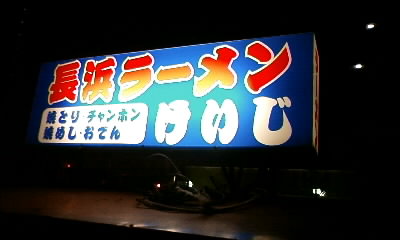 長浜ラーメン
焼とり チャンホン
焼めし・おでん
けいじ